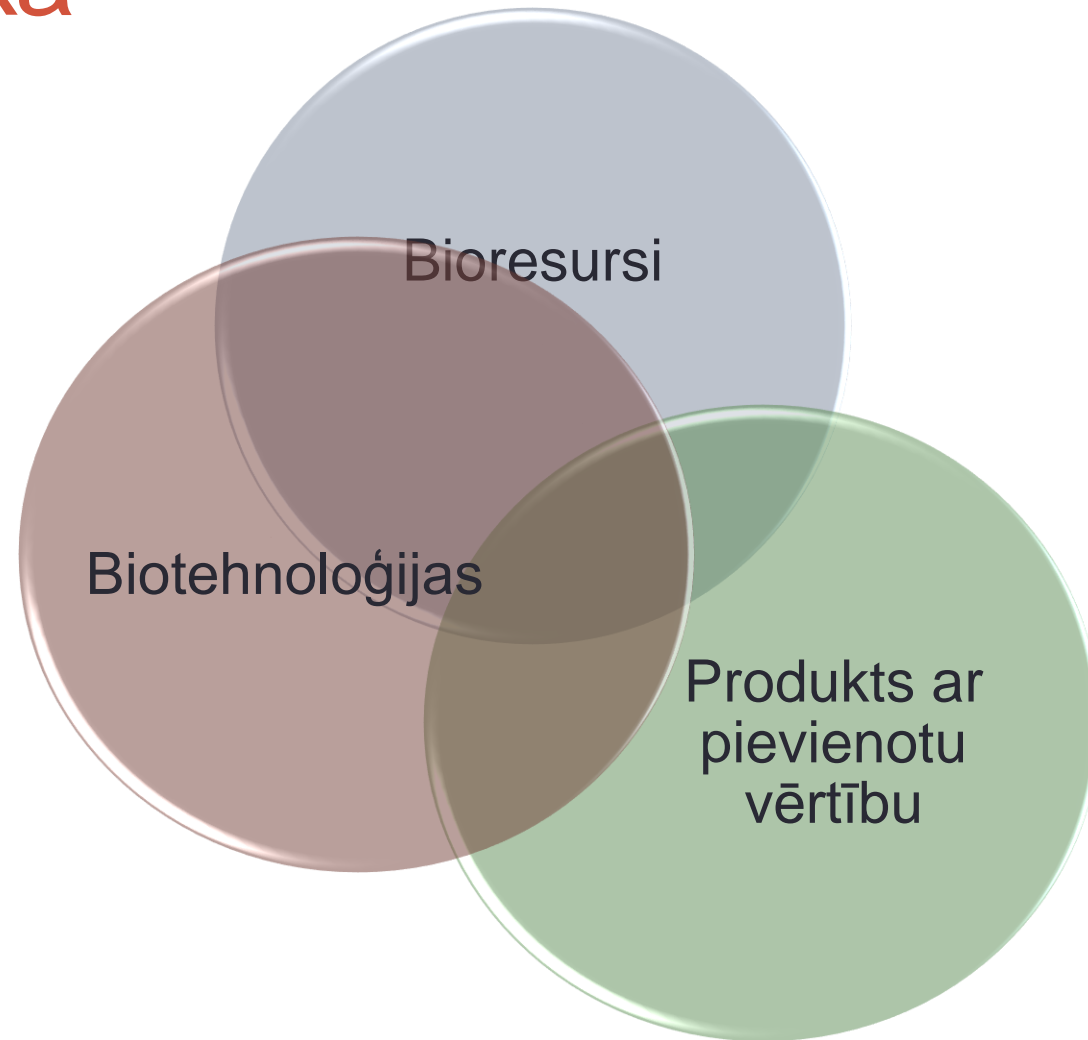 Bioresursi
Biotehnoloģijas
Produkts ar
pievienotu
vērtību